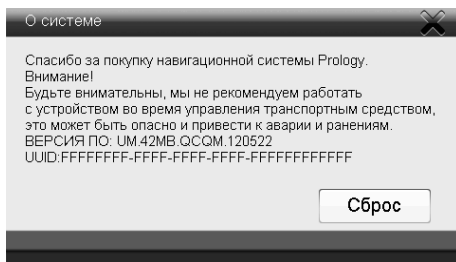 О системе
Спасибо за покупку навигационной системы Prology.
Внимание!
Будьте внимательны, мы не рекомендуем работать
с устройством во время управления транспортным средством,
это может быть опасно и привести к аварии и ранениям.
ВЕРСИЯ ПО: UM.42MB.QCQM.120522
UUID:FFFFFFFF-FFFF-FFFF-FFFF-FFFFFFFFFFFF
Сброс